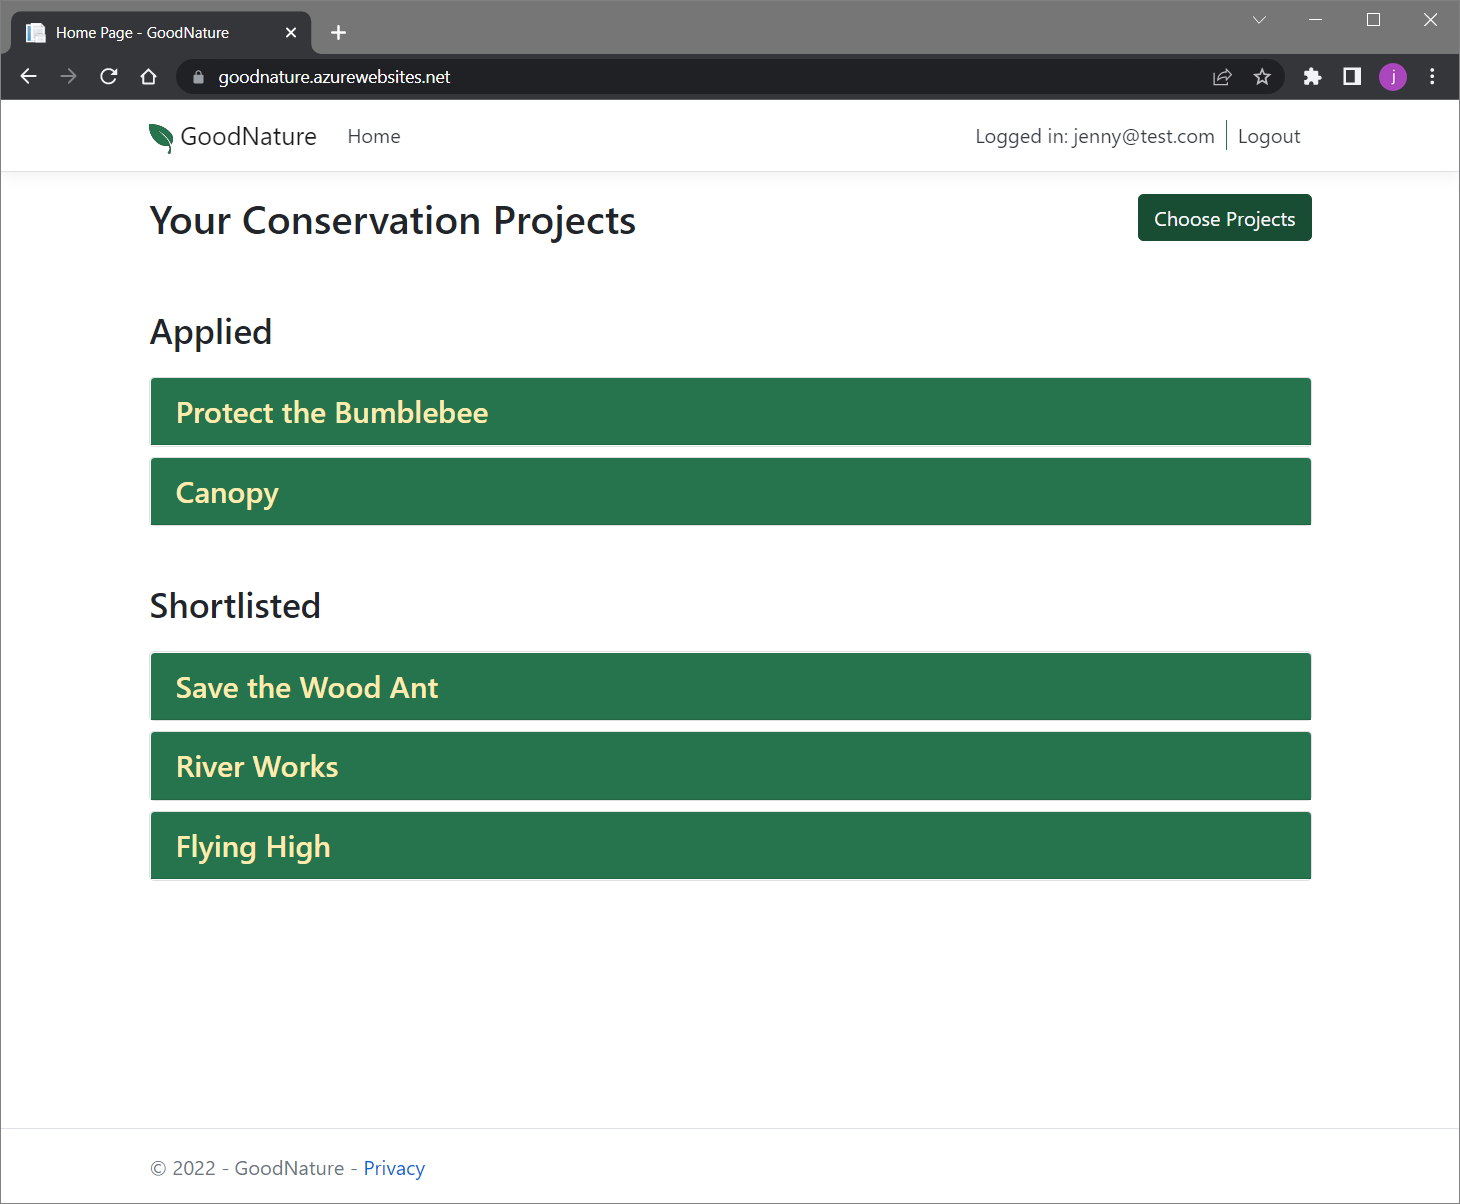 Home Page - GoodNature
goodnature.azurewebsites.net
j
GoodNature Home Logged in: jenny@test.com Logout
Your Conservation Projects Choose Projects
Applied
Protect the Bumblebee
Canopy
Shortlisted
Save the Wood Ant
River Works
Flying High
© 2022 - GoodNature - Privacy